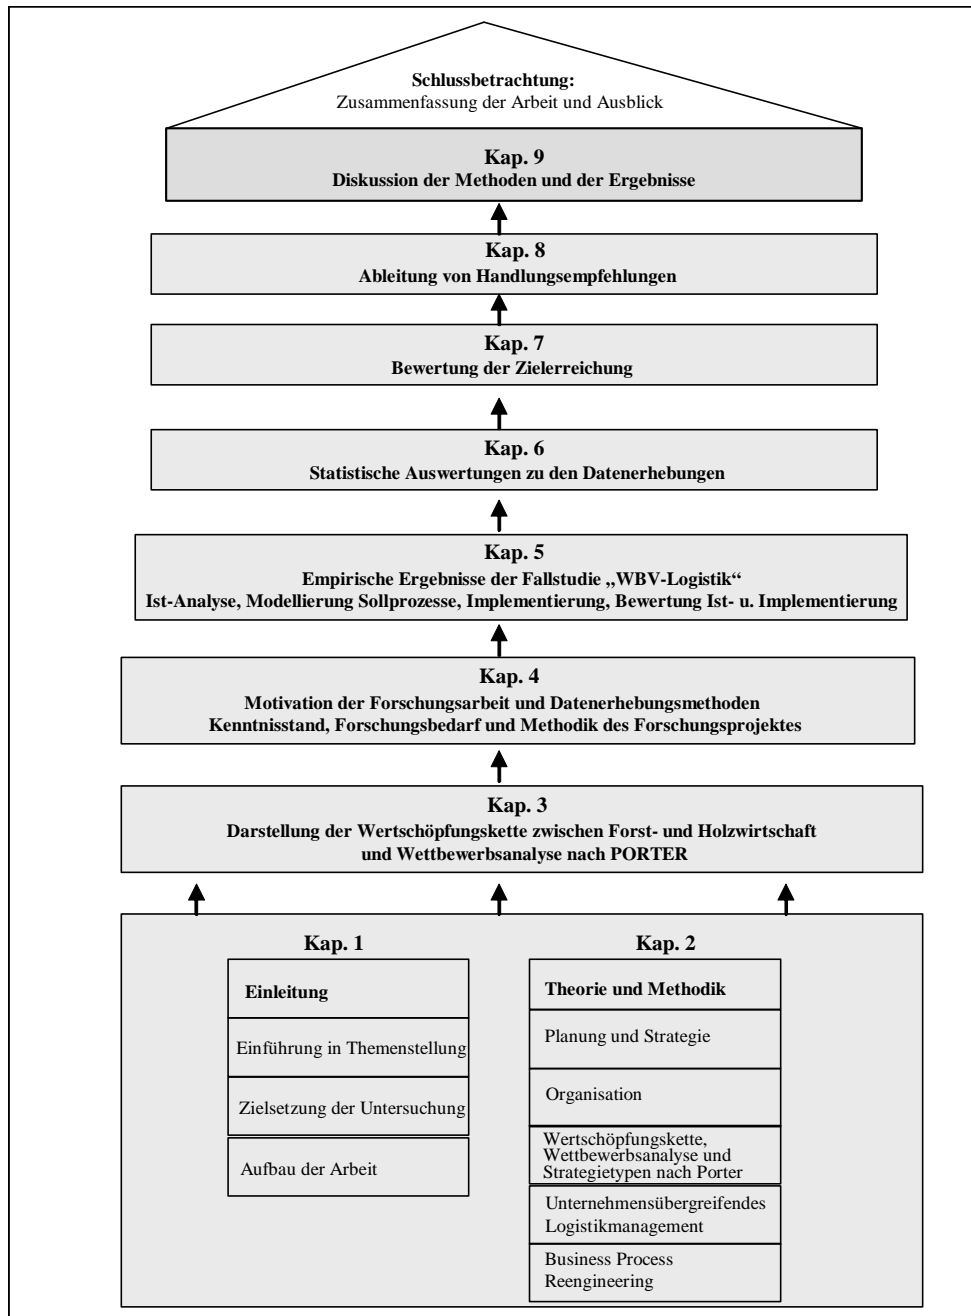 Schlussbetrachtung:
Zusammenfassung der Arbeit und Ausblick
Kap. 9
Diskussion der Methoden und der Ergebnisse
Kap. 8
Ableitung von Handlungsempfehlungen
Kap. 7
Bewertung der Zielerreichung
Kap. 6
Statistische Auswertungen zu den Datenerhebungen
Kap. 5
Empirische Ergebnisse der Fallstudie „WBV-Logistik“
Ist-Analyse, Modellierung Sollprozesse, Implementierung, Bewertung Ist- u. Implementierung
Kap. 4
Motivation der Forschungsarbeit und Datenerhebungsmethoden
Kenntnisstand, Forschungsbedarf und Methodik des Forschungsprojektes
Kap. 3
Darstellung der Wertschöpfungskette zwischen Forst- und Holzwirtschaft
und Wettbewerbsanalyse nach PORTER
Kap. 1
Einleitung
Einführung in Themenstellung
Zielsetzung der Untersuchung
Aufbau der Arbeit
Kap. 2
Theorie und Methodik
Planung und Strategie
Organisation
Wertschöpfungskette,
Wettbewerbsanalyse und
Strategietypen nach Porter
Unternehmensübergreifendes
Logistikmanagement
Business Process
Reengineering